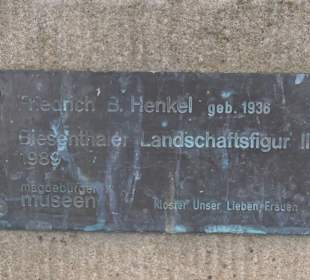 Friedrich B. Henkel geb. 1936
Biesenthaler Landschaftsfigur II
1989
magdeburger
museen
Kloster Unser Lieben Frauen